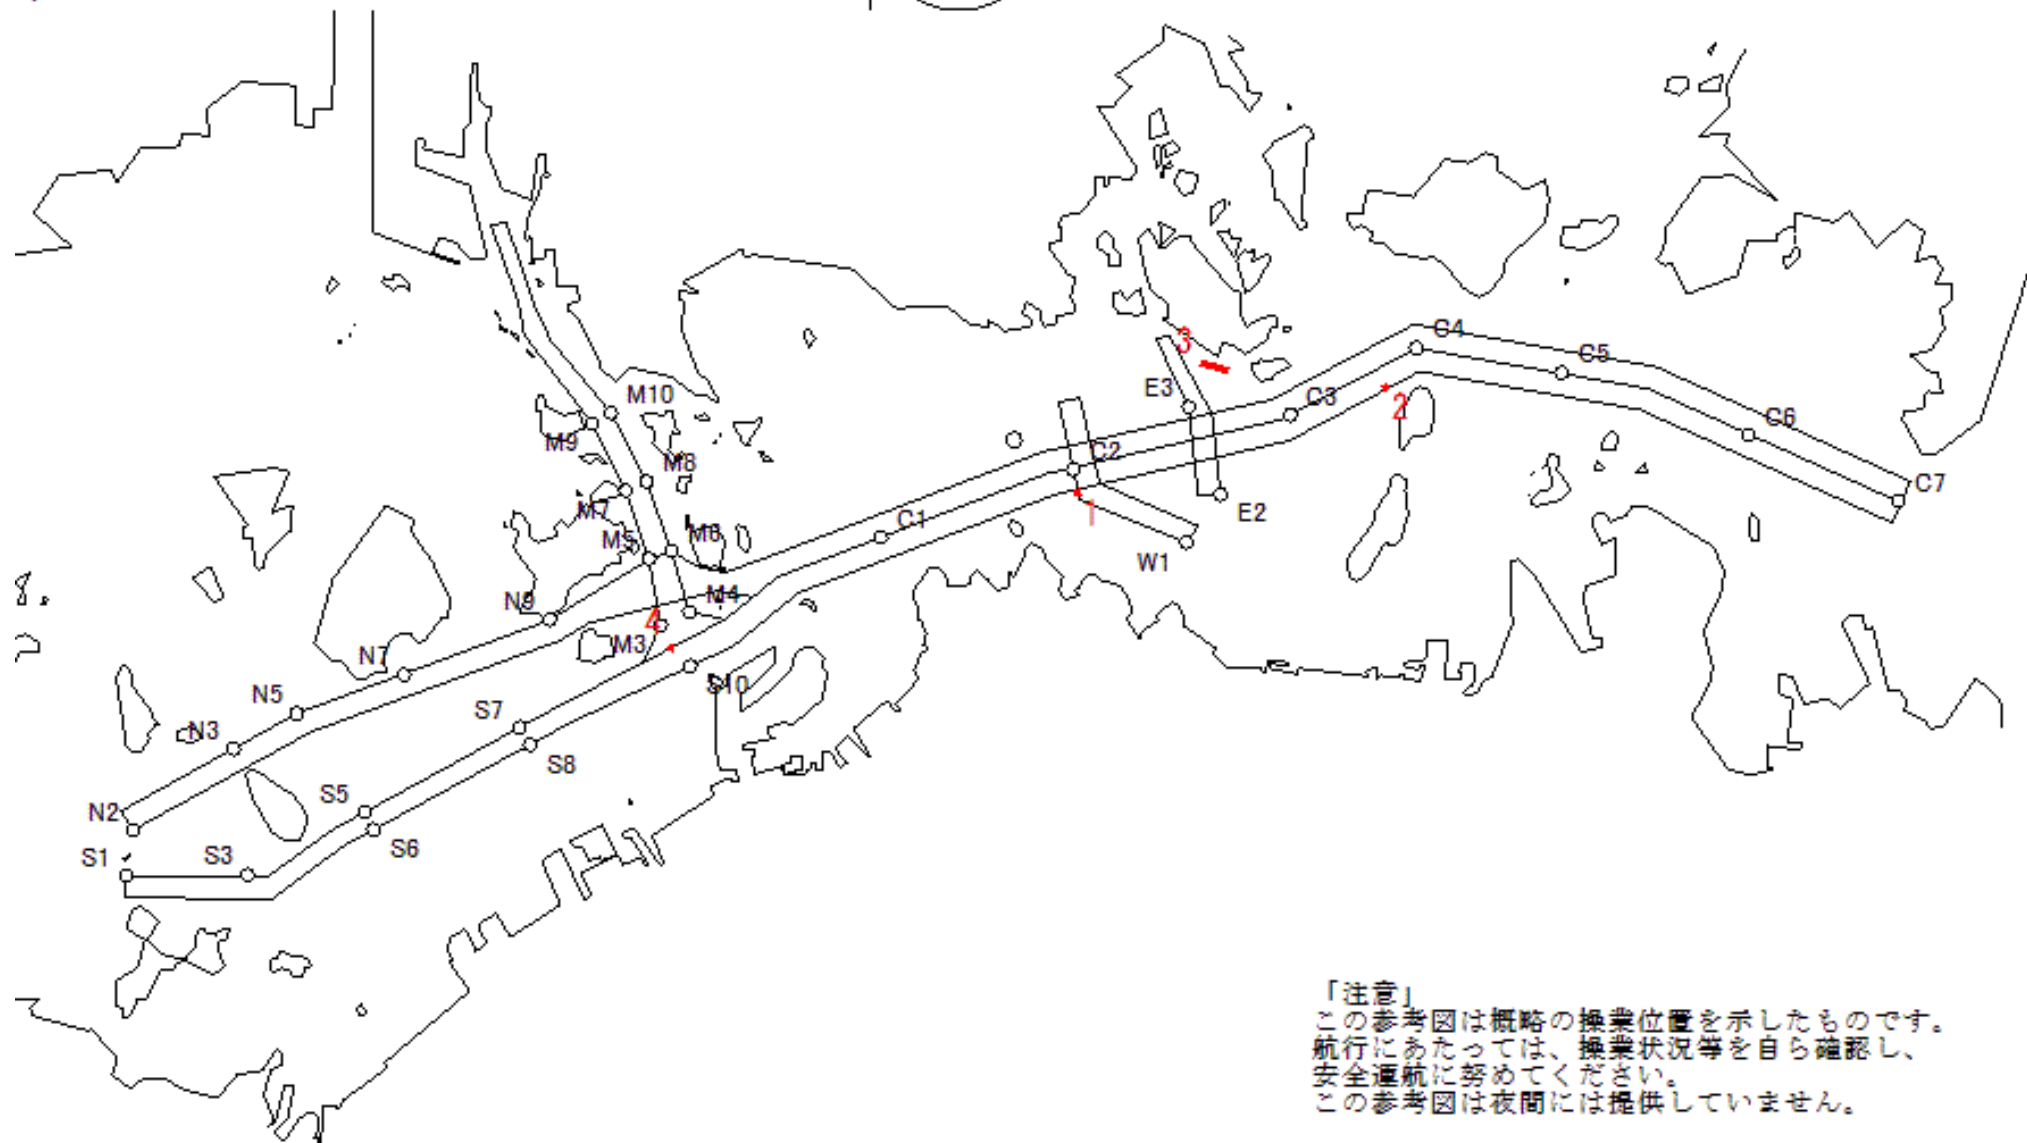 3
C4
C5
M10
E3
C3
2
C6
M9
M8
C2
C7
M7
1
E2
C1
M6
M5
W1
N9
M4
4
M3
N7
S10
N5
S7
N3
S8
S5
N2
S6
S1
S3
「注意」
この参考図は概略の操業位置を示したものです。
航行にあたっては、操業状況等を自ら確認し、
安全運航に努めてください。
この参考図は夜間には提供していません。